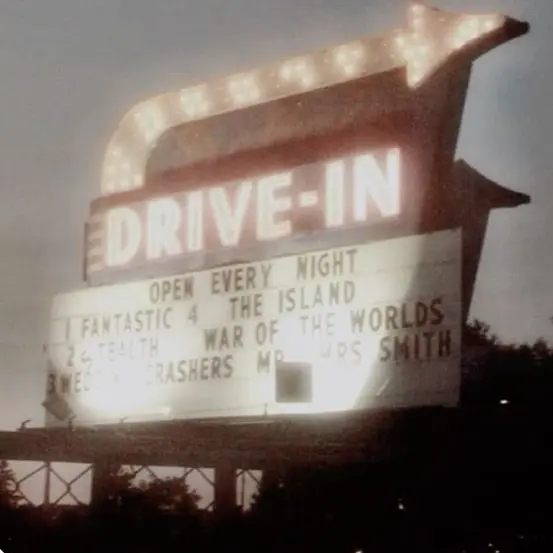 DRIVE-IN
OPEN EVERY NIGHT
1 FANTASTIC 4 THE ISLAND
2 STEALTH WAR OF THE WORLDS
3 WED CRASHERS MR MRS SMITH